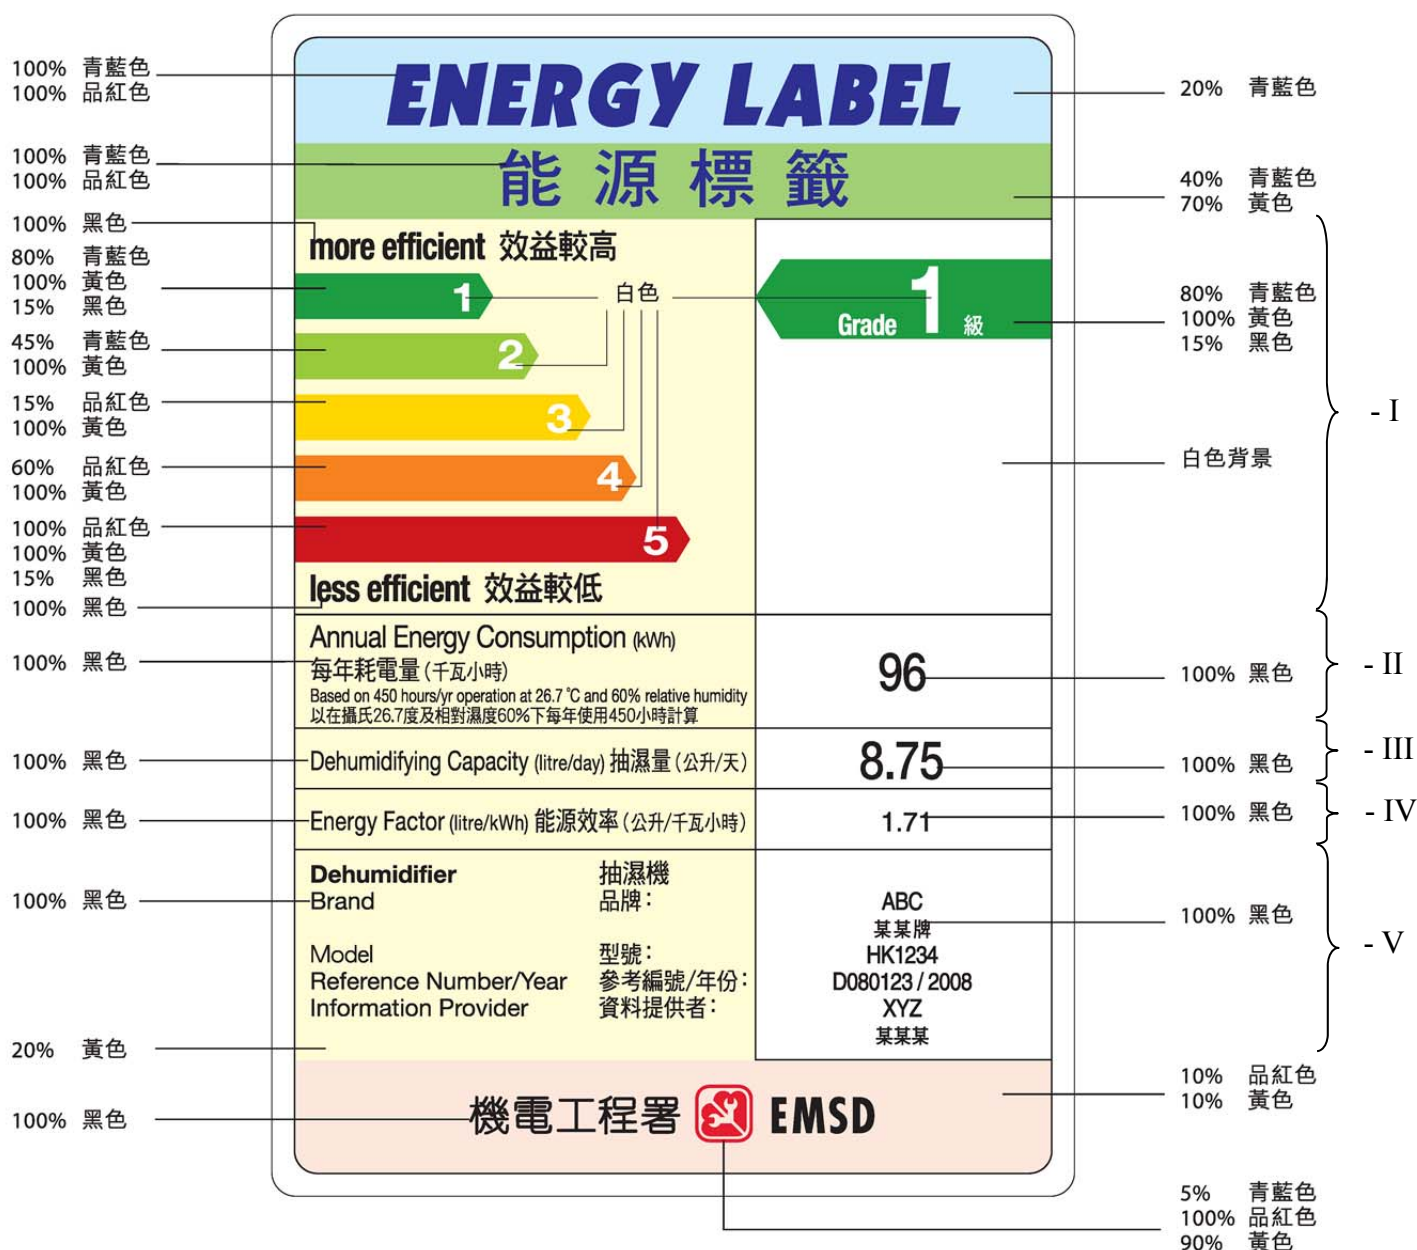 100% 青藍色
100% 品紅色
100% 青藍色
100% 品紅色
100% 黑色
80% 青藍色
100% 黃色
15% 黑色
45% 青藍色
100% 黃色
15% 品紅色
100% 黃色
60% 品紅色
100% 黃色
100% 品紅色
100% 黃色
15% 黑色
100% 黑色
100% 黑色
100% 黑色
100% 黑色
100% 黑色
20% 黃色
100% 黑色
ENERGY LABEL
能源標籤
more efficient 效益較高
1
2
3
4
5
白色
less efficient 效益較低
1
Grade 級
Annual Energy Consumption (kWh)
每年耗電量 (千瓦小時)
Based on 450 hours/yr operation at 26.7 °C and 60% relative humidity
以在攝氏26.7度及相對濕度60%下每年使用450小時計算
96
Dehumidifying Capacity (litre/day) 抽濕量 (公升/天)
8.75
Energy Factor (litre/kWh) 能源效率 (公升/千瓦小時)
1.71
Dehumidifier 抽濕機
Brand 品牌：
ABC
某某牌
Model 型號：
HK1234
Reference Number/Year 參考編號/年份：
D080123 / 2008
Information Provider 資料提供者：
XYZ
某某某
機電工程署 EMSD
20% 青藍色
40% 青藍色
70% 黃色
80% 青藍色
100% 黃色
15% 黑色
白色背景
100% 黑色
100% 黑色
100% 黑色
100% 黑色
10% 品紅色
10% 黃色
5% 青藍色
100% 品紅色
90% 黃色
- I
- II
- III
- IV
- V